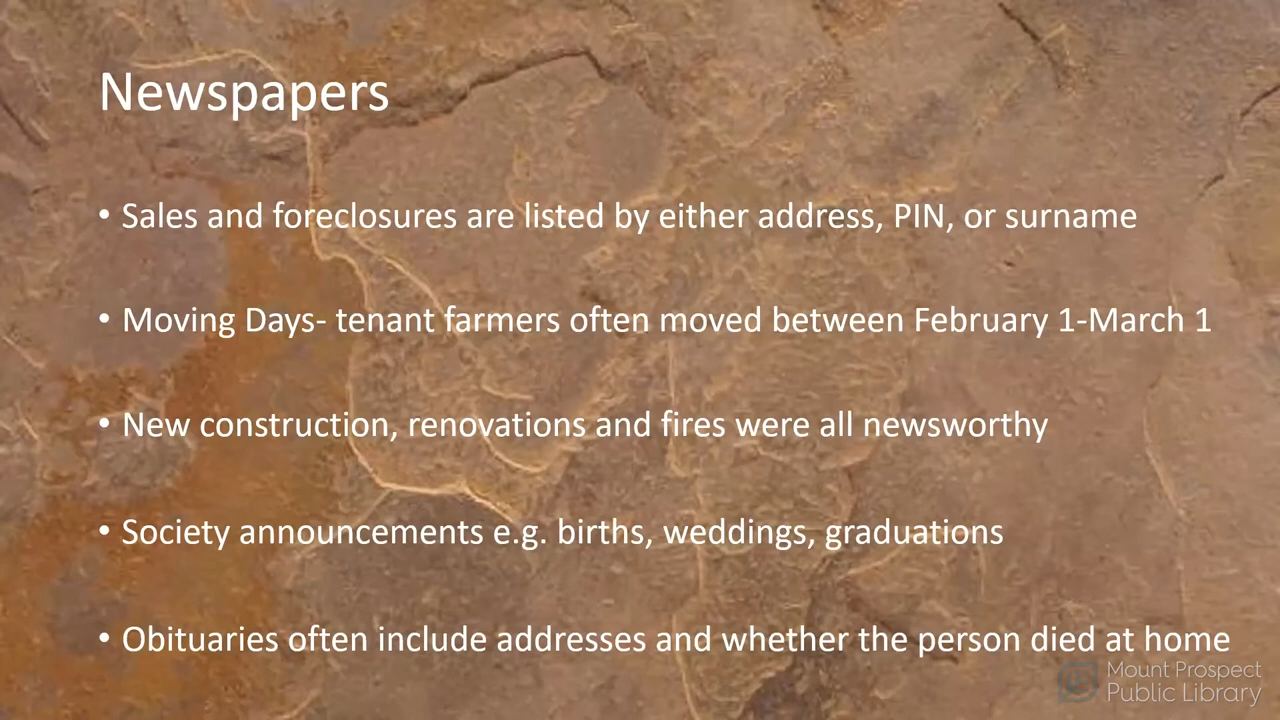 Newspapers
• Sales and foreclosures are listed by either address, PIN, or surname
• Moving Days- tenant farmers often moved between February 1-March 1
• New construction, renovations and fires were all newsworthy
• Society announcements e.g. births, weddings, graduations
• Obituaries often include addresses and whether the person died at home
Mount Prospect
Public Library